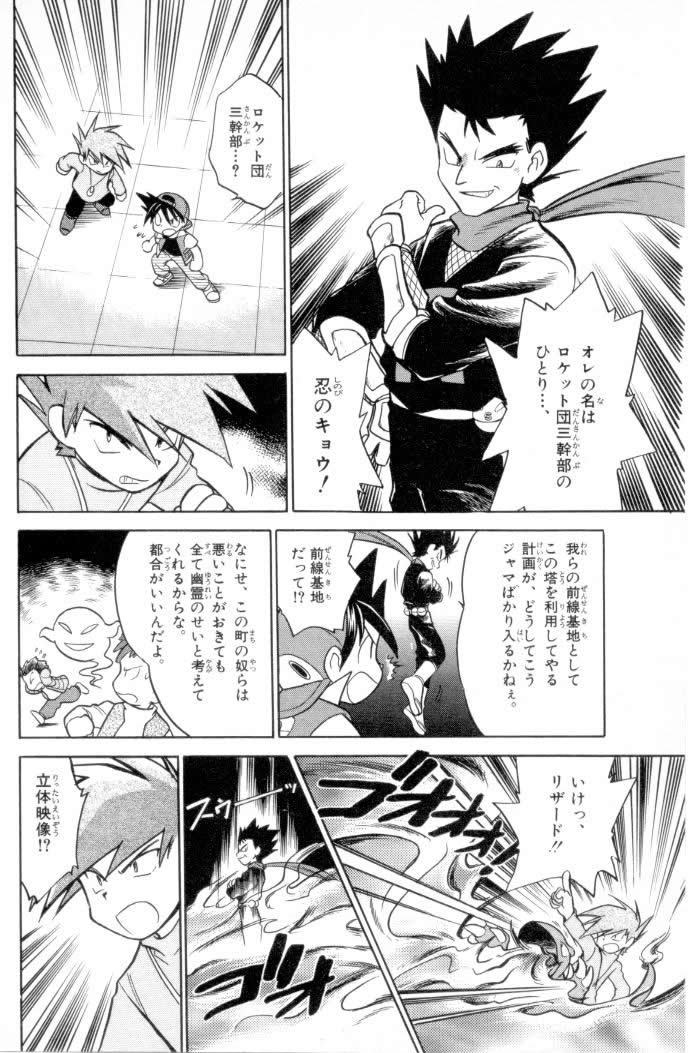 オレの名は
ロケット団三幹部の
ひとり…、
忍のキョウ！
ロケット団
三幹部
…？
我らの前線基地として
この塔を利用してやる
計画が、どうしてこう
ジャマばかり入るかねぇ。
前線基地
だって!?
なにせ、この町の奴らは
悪いことがおきても
全て幽霊のせいと考えて
くれるからな。
都合がいいんだよ。
いけっ、
リザード!!
ゴオオオ!
ゴオオ
スゥーッ
立体映像!?